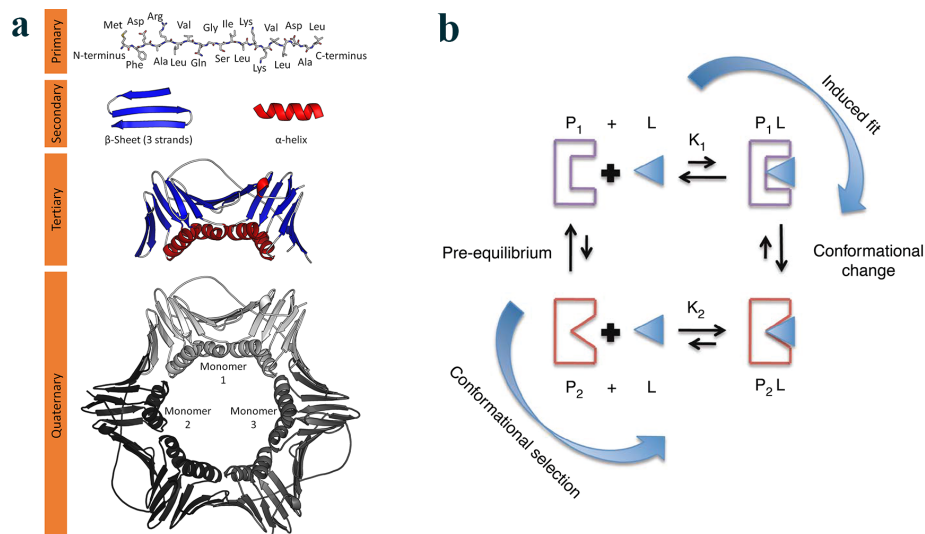 a
Primary
Met Asp Arg Val Gly Ile Lys Val Asp Leu
N-terminus C-terminus
Phe Ala Leu Gln Ser Leu Lys Leu Ala
Secondary
β-Sheet (3 strands) α-helix
Tertiary
Quaternary
Monomer
1
Monomer
2
Monomer
3
b
Induced fit
P1 + L
K1
P1 L
Pre-equilibrium
Conformational
change
K2
P2 + L
P2 L
Conformational selection